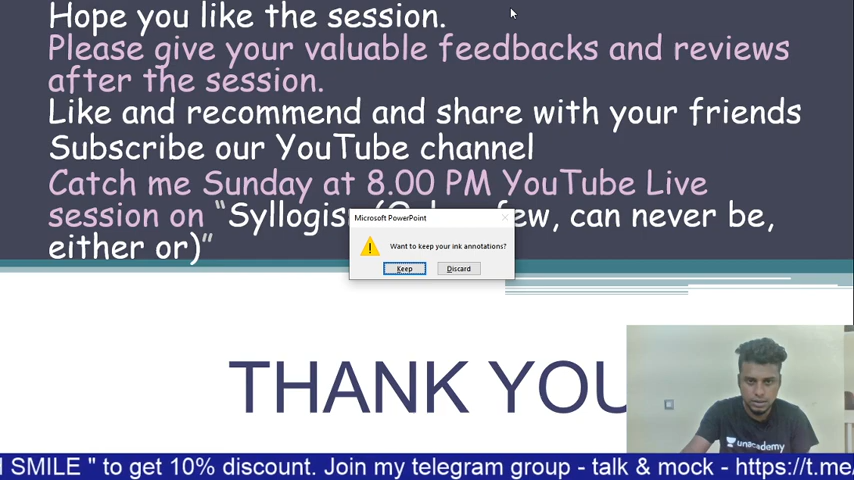 Hope you like the session.
Please give your valuable feedbacks and reviews
after the session.
Like and recommend and share with your friends
Subscribe our YouTube channel
Catch me Sunday at 8.00 PM YouTube Live
session on "Syllogis few, can never be,
either or)"
Microsoft PowerPoint
Want to keep your ink annotations?
Keep Discard
THANK YOU
unacademy
SMILE " to get 10% discount. Join my telegram group - talk & mock - https://t.me/